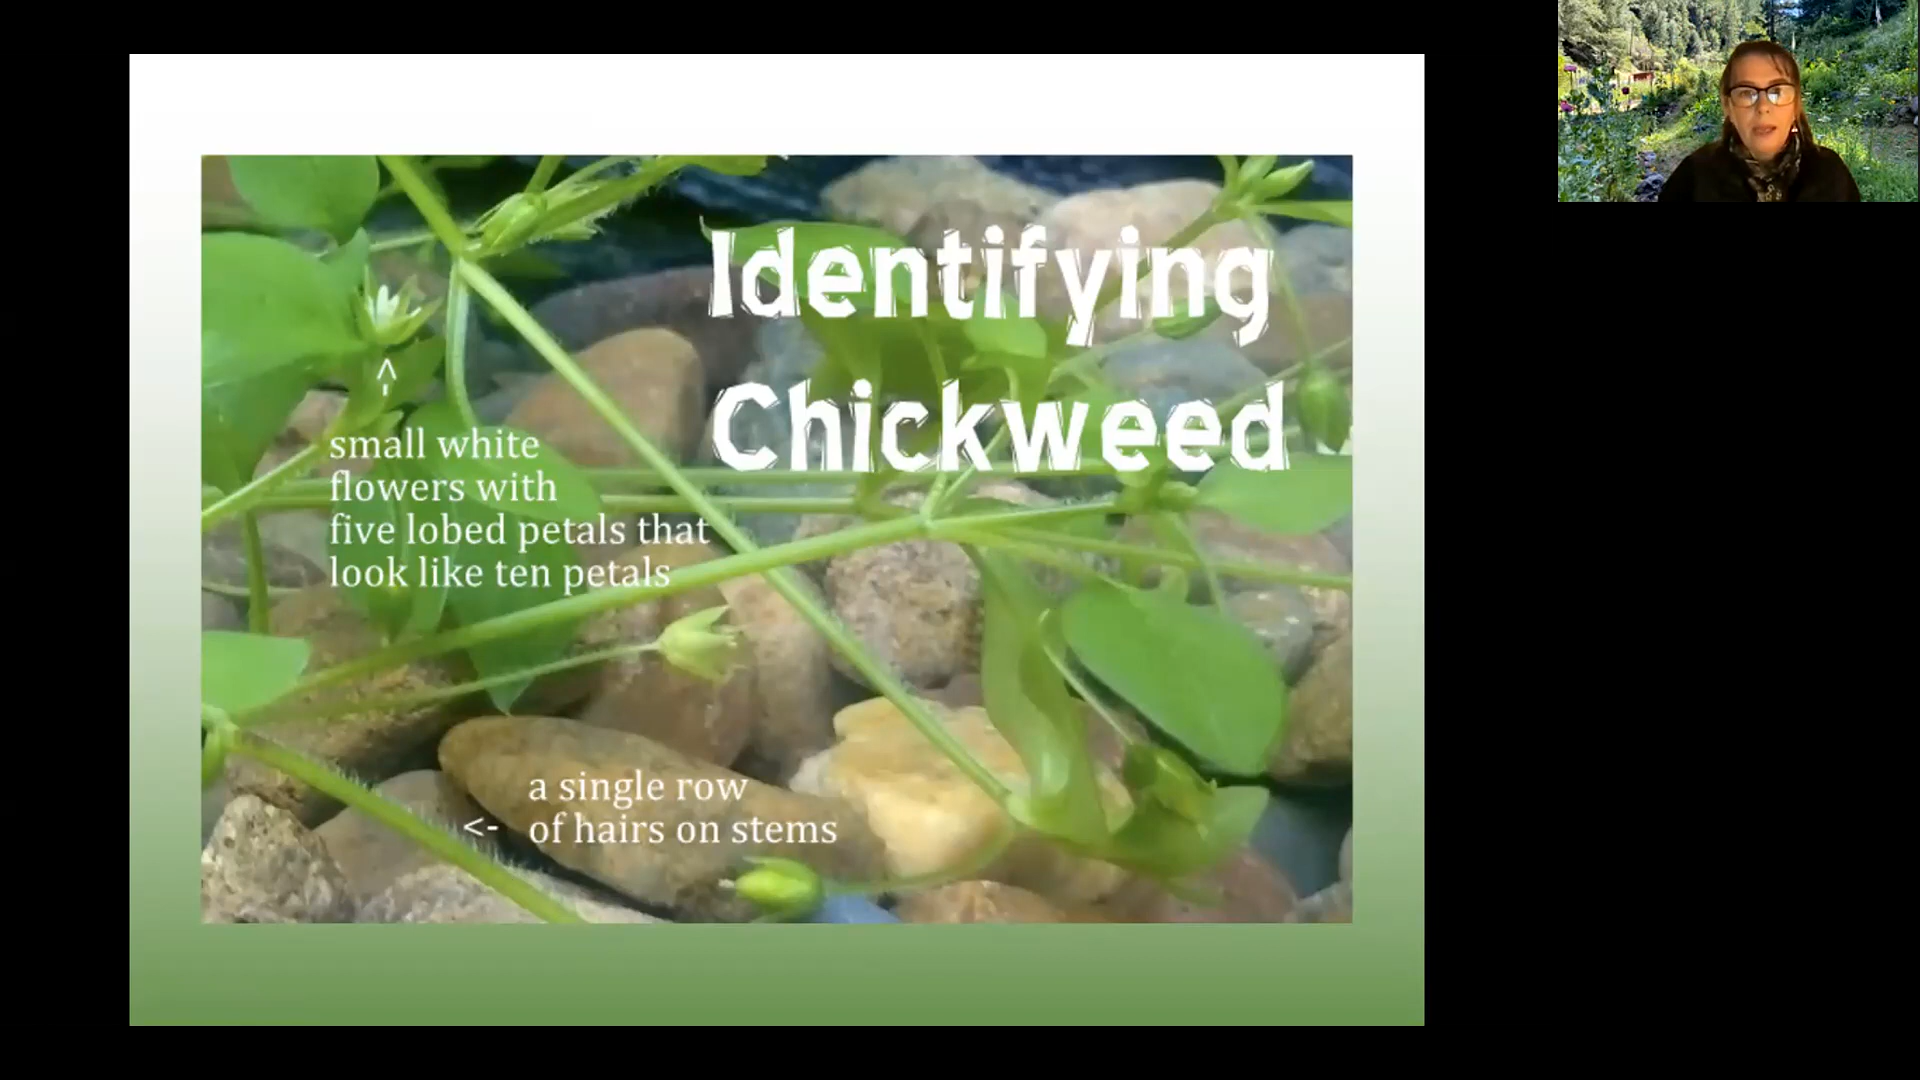 Identifying
Chickweed
^
-
small white
flowers with
five lobed petals that
look like ten petals
a single row
<- of hairs on stems